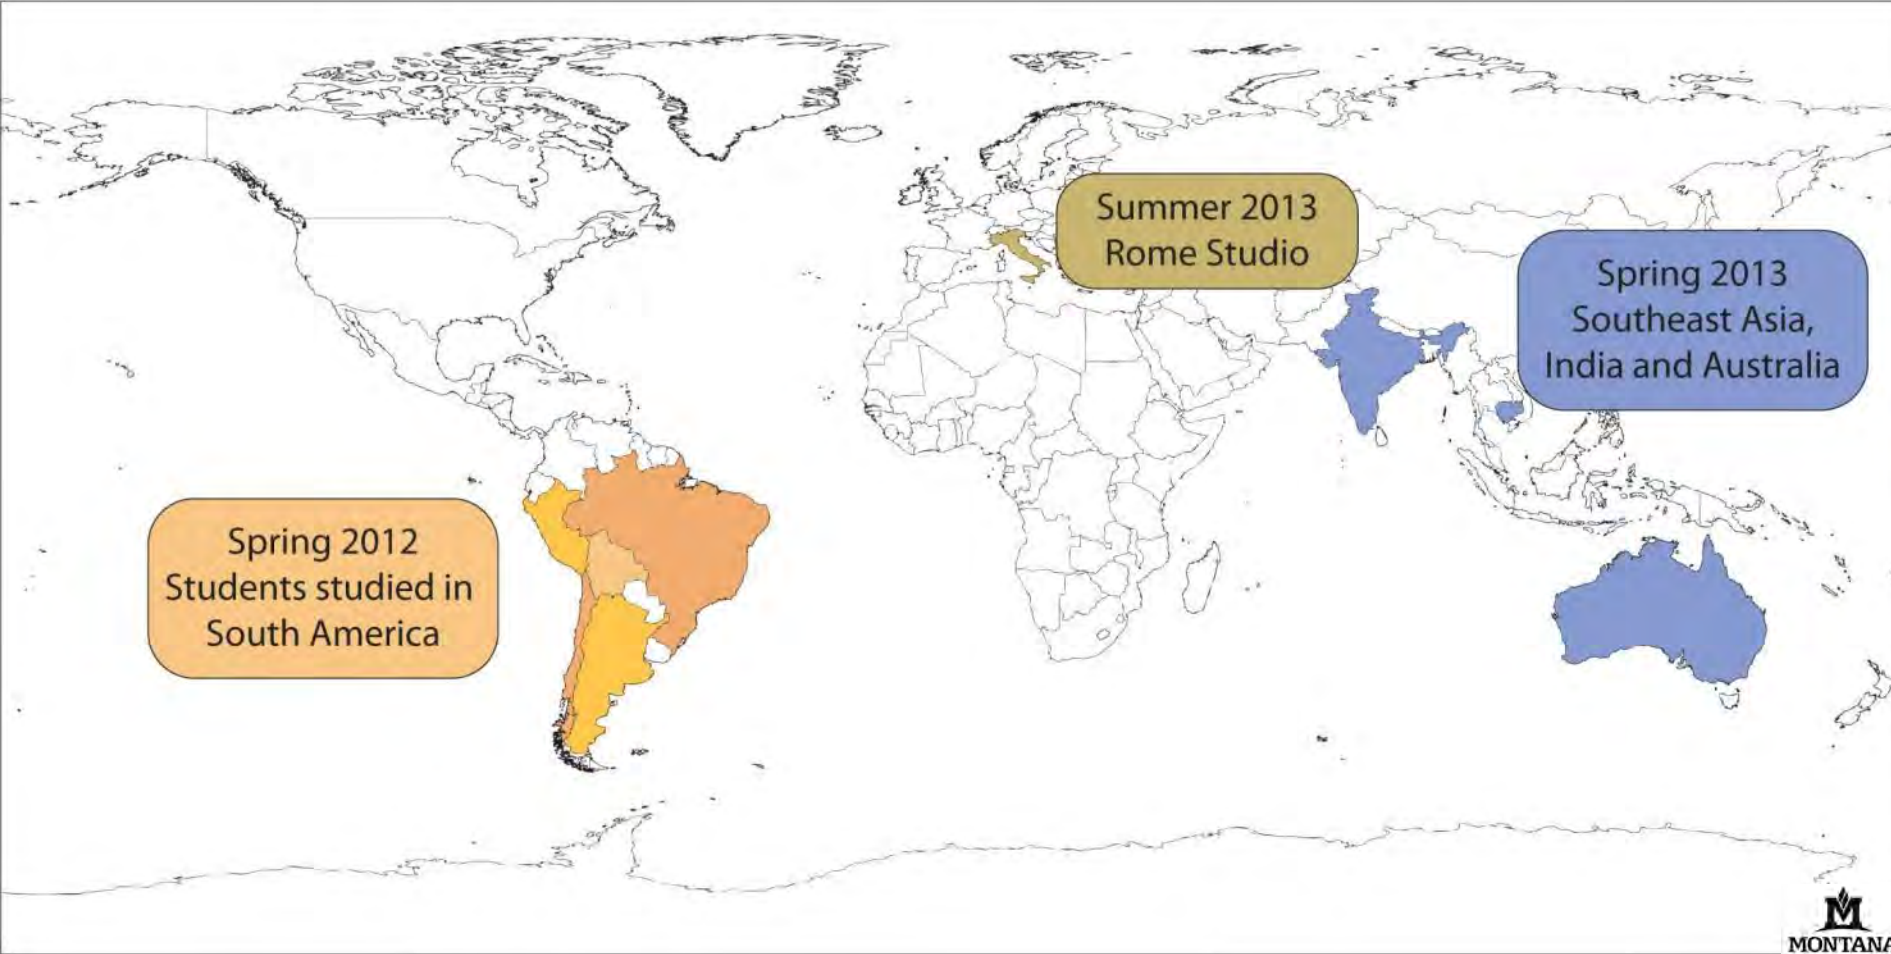 Summer 2013
Rome Studio
Spring 2013
Southeast Asia,
India and Australia
Spring 2012
Students studied in
South America
M
MONTANA